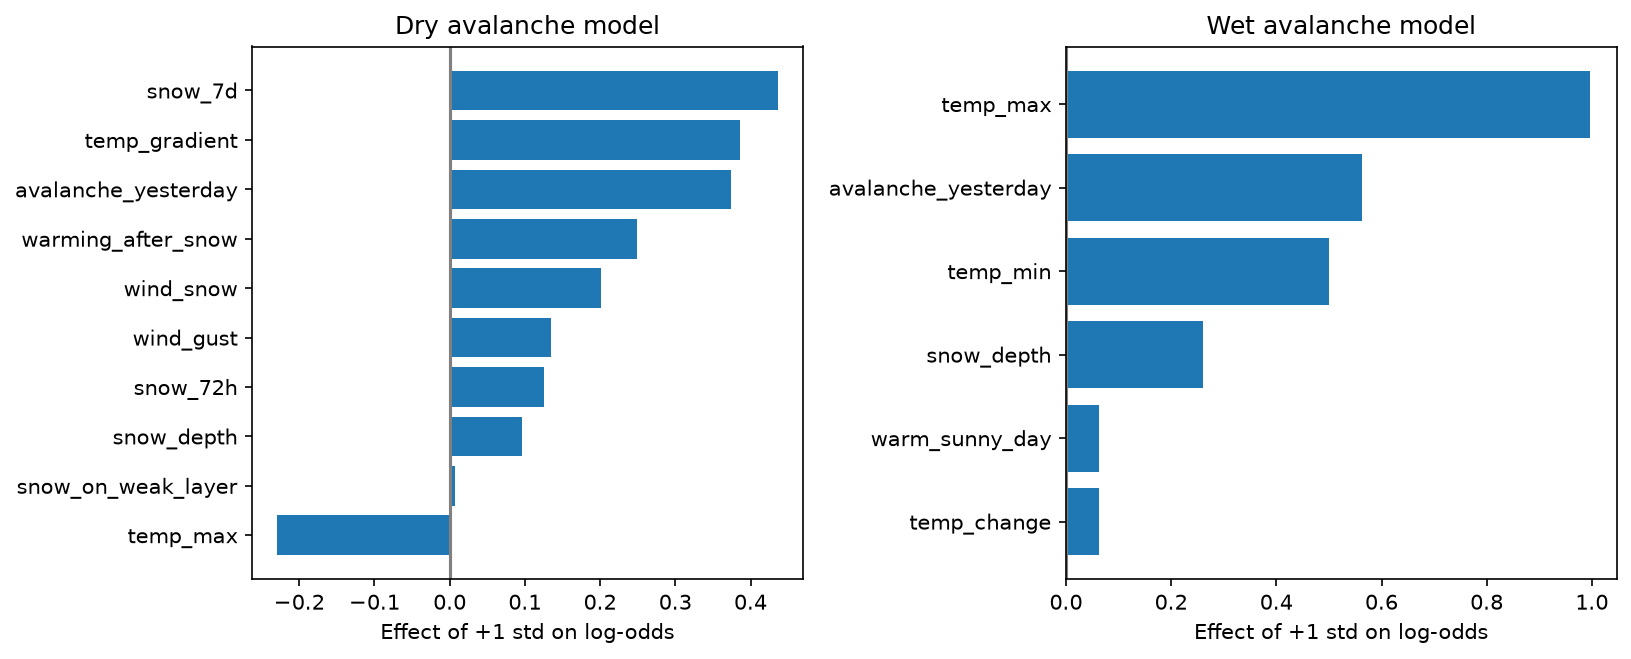 Dry avalanche model
snow_7d
temp_gradient
avalanche_yesterday
warming_after_snow
wind_snow
wind_gust
snow_72h
snow_depth
snow_on_weak_layer
temp_max
−0.2 −0.1 0.0 0.1 0.2 0.3 0.4
Effect of +1 std on log-odds
Wet avalanche model
temp_max
avalanche_yesterday
temp_min
snow_depth
warm_sunny_day
temp_change
0.0 0.2 0.4 0.6 0.8 1.0
Effect of +1 std on log-odds